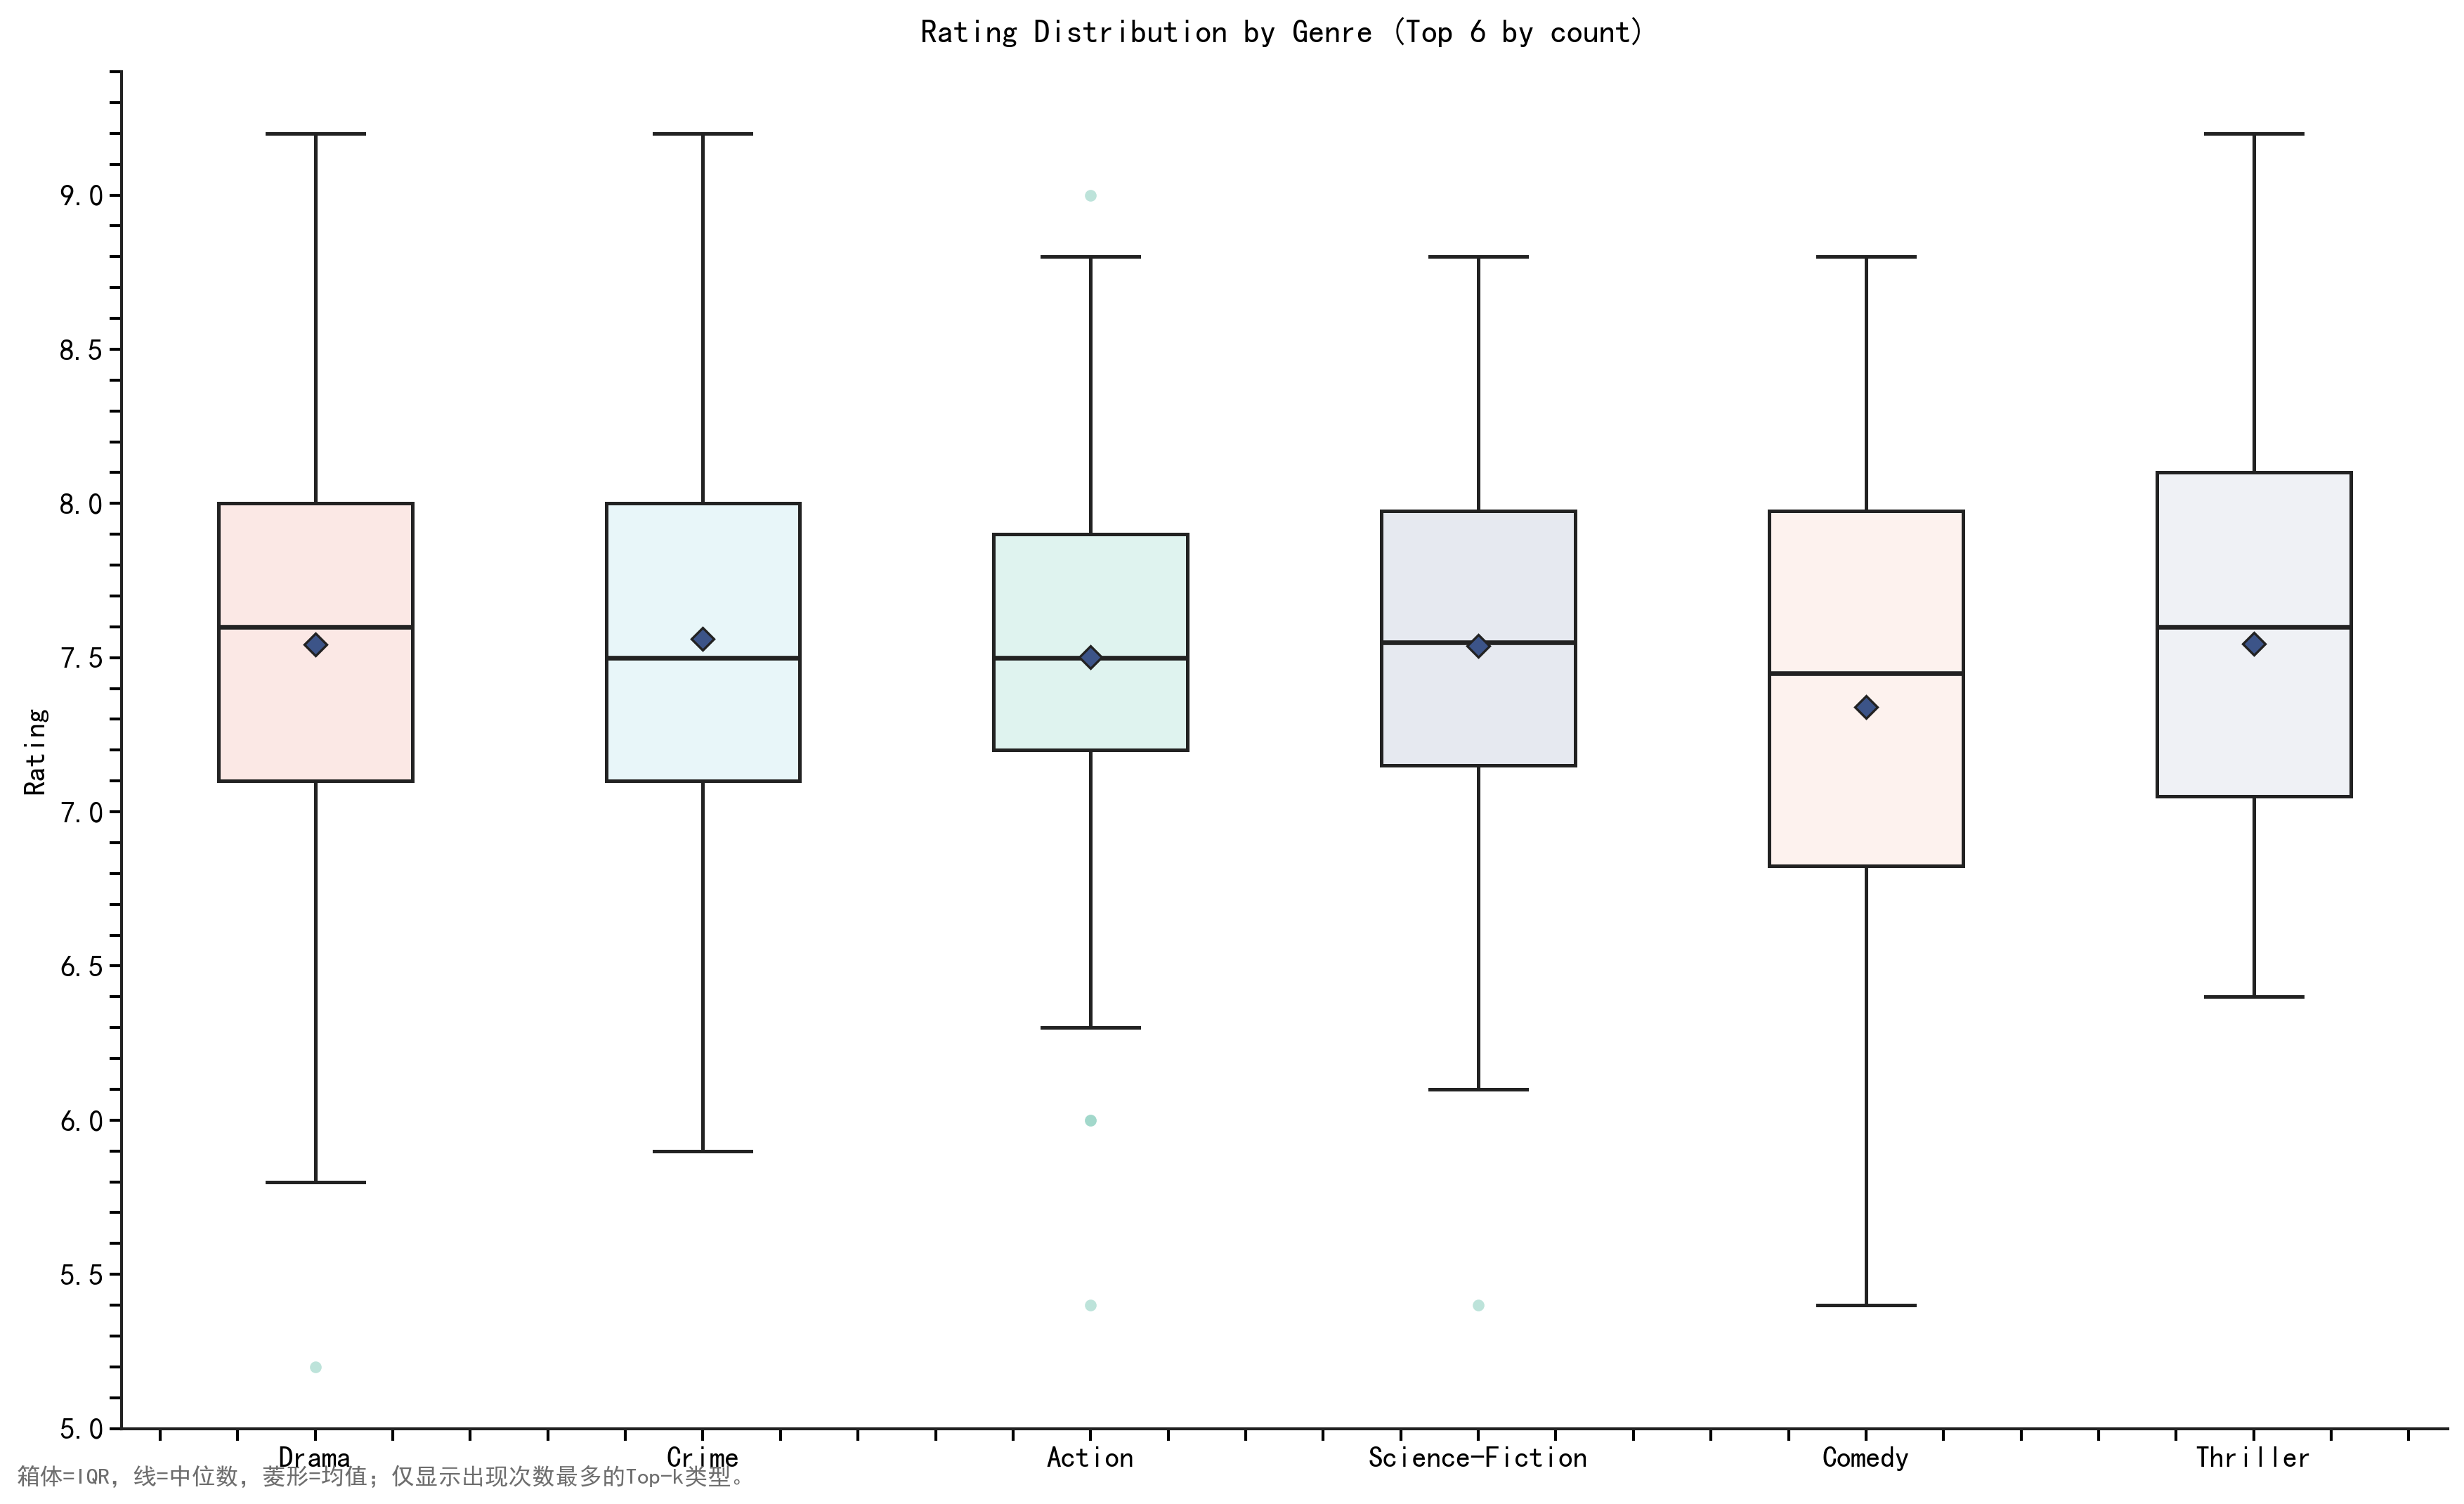 Rating Distribution by Genre (Top 6 by count)
Rating
9.0
8.5
8.0
7.5
7.0
6.5
6.0
5.5
5.0
Drama Crime Action Science-Fiction Comedy Thriller
箱体=IQR，线=中位数，菱形=均值；仅显示出现次数最多的Top-k类型。